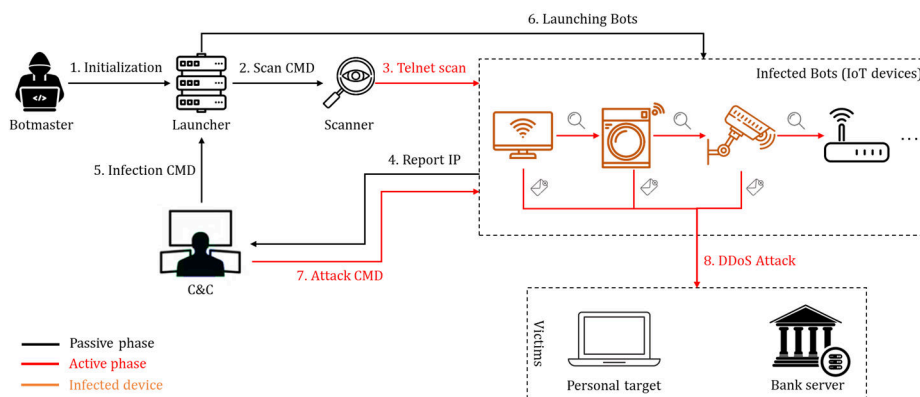 6. Launching Bots
1. Initialization
2. Scan CMD
3. Telnet scan
Infected Bots (IoT devices)
</>
Botmaster
Launcher
Scanner
...
5. Infection CMD
4. Report IP
7. Attack CMD
C&C
8. DDoS Attack
Victims
Passive phase
Active phase
Infected device
Personal target
Bank server